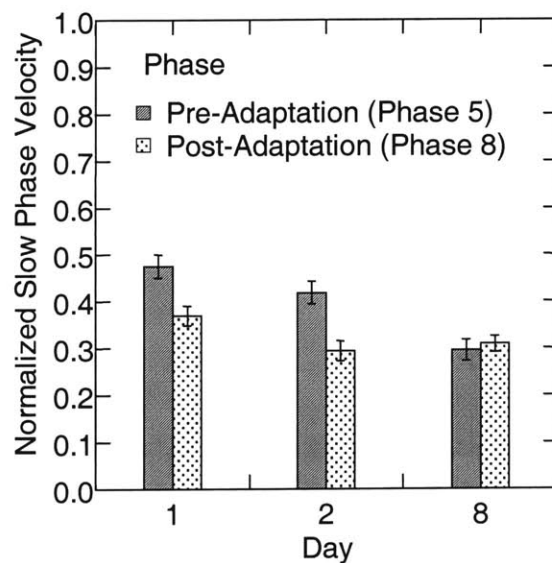 Normalized Slow Phase Velocity
1.0
0.9
0.8
0.7
0.6
0.5
0.4
0.3
0.2
0.1
0.0
Phase
Pre-Adaptation (Phase 5)
Post-Adaptation (Phase 8)
1 2 8
Day